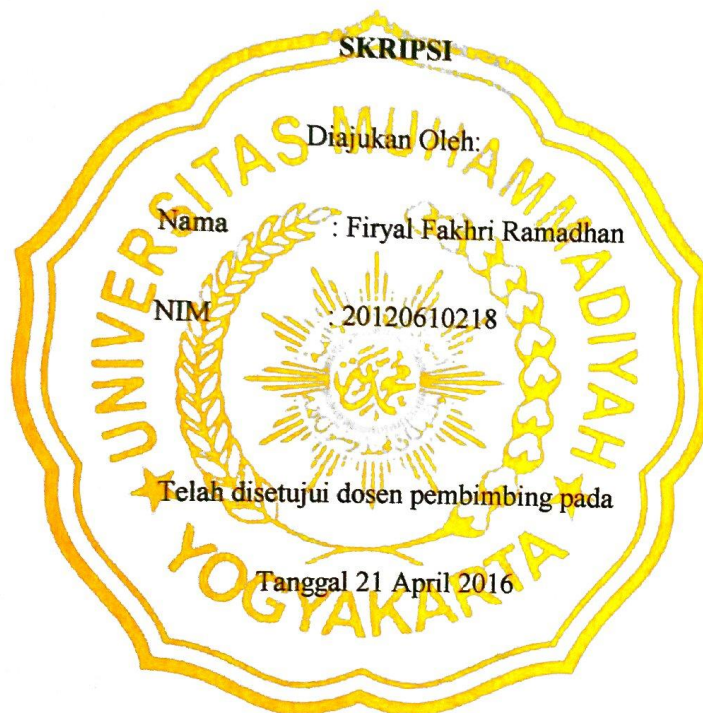 SKRIPSI
Diajukan Oleh:
Nama : Firyal Fakhri Ramadhan
NIM : 20120610218
Telah disetujui dosen pembimbing pada
Tanggal 21 April 2016
UNIVERSITAS MUHAMMADIYAH
YOGYAKARTA